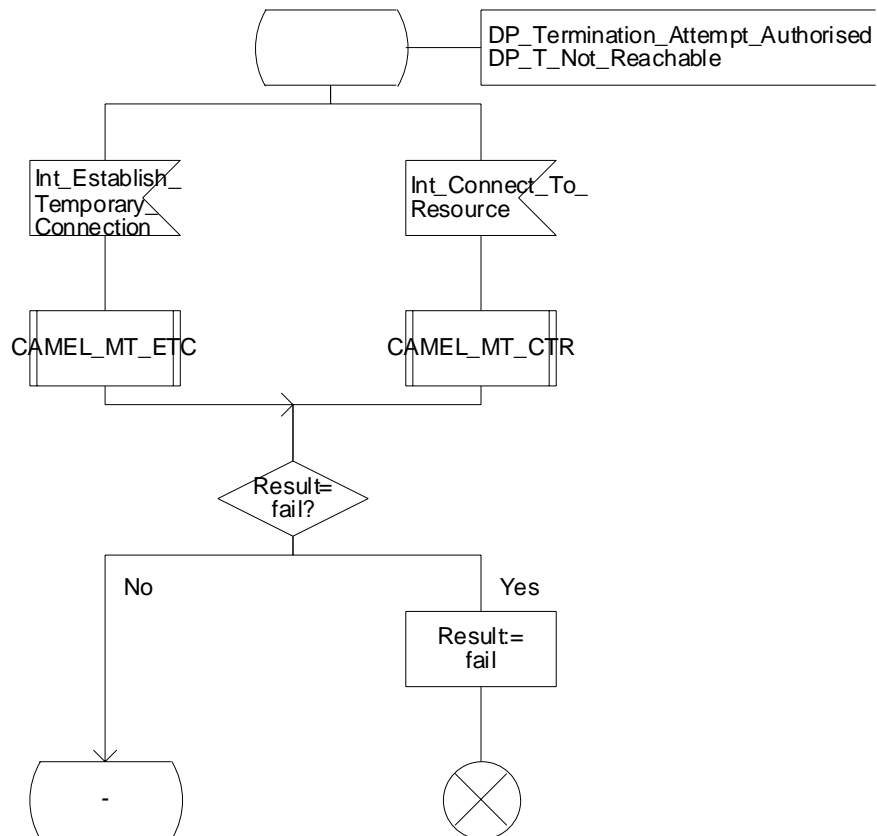 DP_Termination_Attempt_Authorised
DP_T_Not_Reachable
Int_Establish_
Temporary_
Connection
Int_Connect_To_
Resource
CAMEL_MT_ETC
CAMEL_MT_CTR
Result=
fail?
No
Yes
Result:=
fail
-